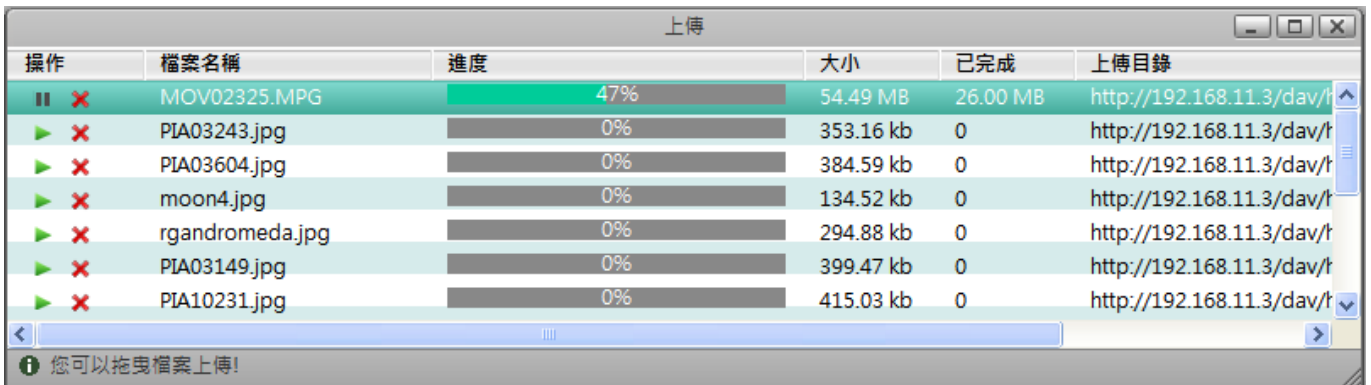 上傳
操作 檔案名稱 進度 大小 已完成 上傳目錄
MOV02325.MPG 47% 54.49 MB 26.00 MB http://192.168.11.3/dav/h
PIA03243.jpg 0% 353.16 kb 0 http://192.168.11.3/dav/h
PIA03604.jpg 0% 384.59 kb 0 http://192.168.11.3/dav/h
moon4.jpg 0% 134.52 kb 0 http://192.168.11.3/dav/h
rgandromeda.jpg 0% 294.88 kb 0 http://192.168.11.3/dav/h
PIA03149.jpg 0% 399.47 kb 0 http://192.168.11.3/dav/h
PIA10231.jpg 0% 415.03 kb 0 http://192.168.11.3/dav/h
您可以拖曳檔案上傳!